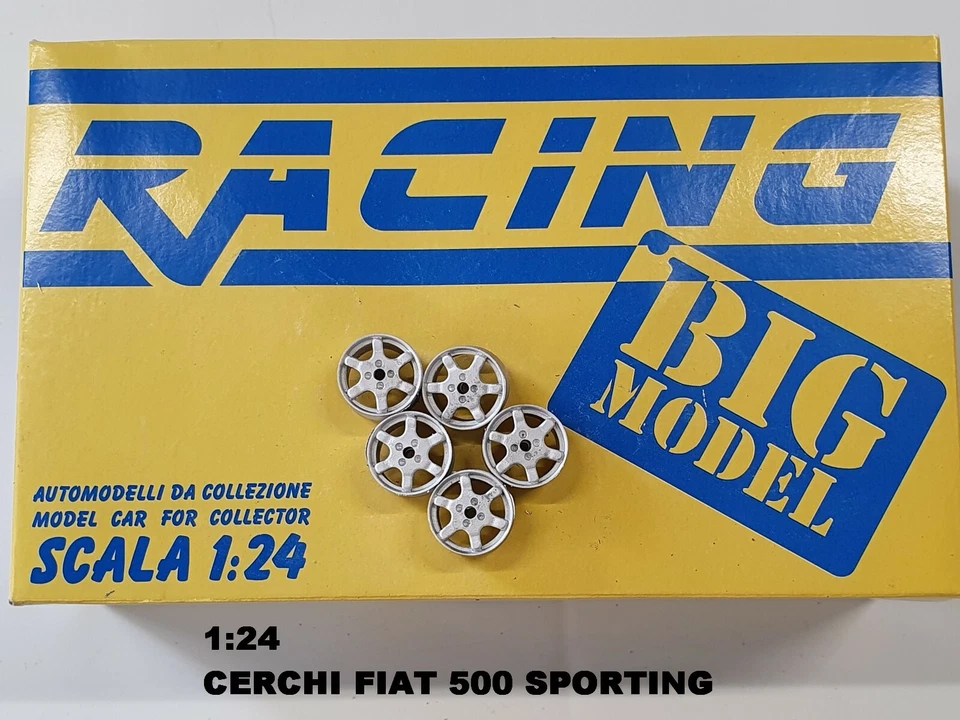 RACING
BIG
MODEL
AUTOMODELLI DA COLLEZIONE
MODEL CAR FOR COLLECTOR
SCALA 1:24
1:24
CERCHI FIAT 500 SPORTING